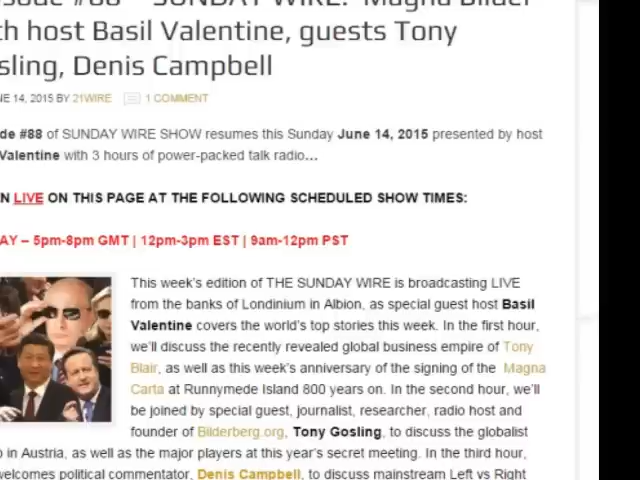 sode #88 – 'SUNDAY WIRE: 'Magna Bilder'
th host Basil Valentine, guests Tony
sling, Denis Campbell
NE 14, 2015 BY 21WIRE 1 COMMENT
de #88 of SUNDAY WIRE SHOW resumes this Sunday June 14, 2015 presented by host
Valentine with 3 hours of power-packed talk radio...
N LIVE ON THIS PAGE AT THE FOLLOWING SCHEDULED SHOW TIMES:
AY – 5pm-8pm GMT | 12pm-3pm EST | 9am-12pm PST
This week's edition of THE SUNDAY WIRE is broadcasting LIVE
from the banks of Londinium in Albion, as special guest host Basil
Valentine covers the world's top stories this week. In the first hour,
we'll discuss the recently revealed global business empire of Tony
Blair, as well as this week's anniversary of the signing of the Magna
Carta at Runnymede Island 800 years on. In the second hour, we'll
be joined by special guest, journalist, researcher, radio host and
founder of Bilderberg.org, Tony Gosling, to discuss the globalist
o in Austria, as well as the major players at this year's secret meeting. In the third hour,
welcomes political commentator, Denis Campbell, to discuss mainstream Left vs Right